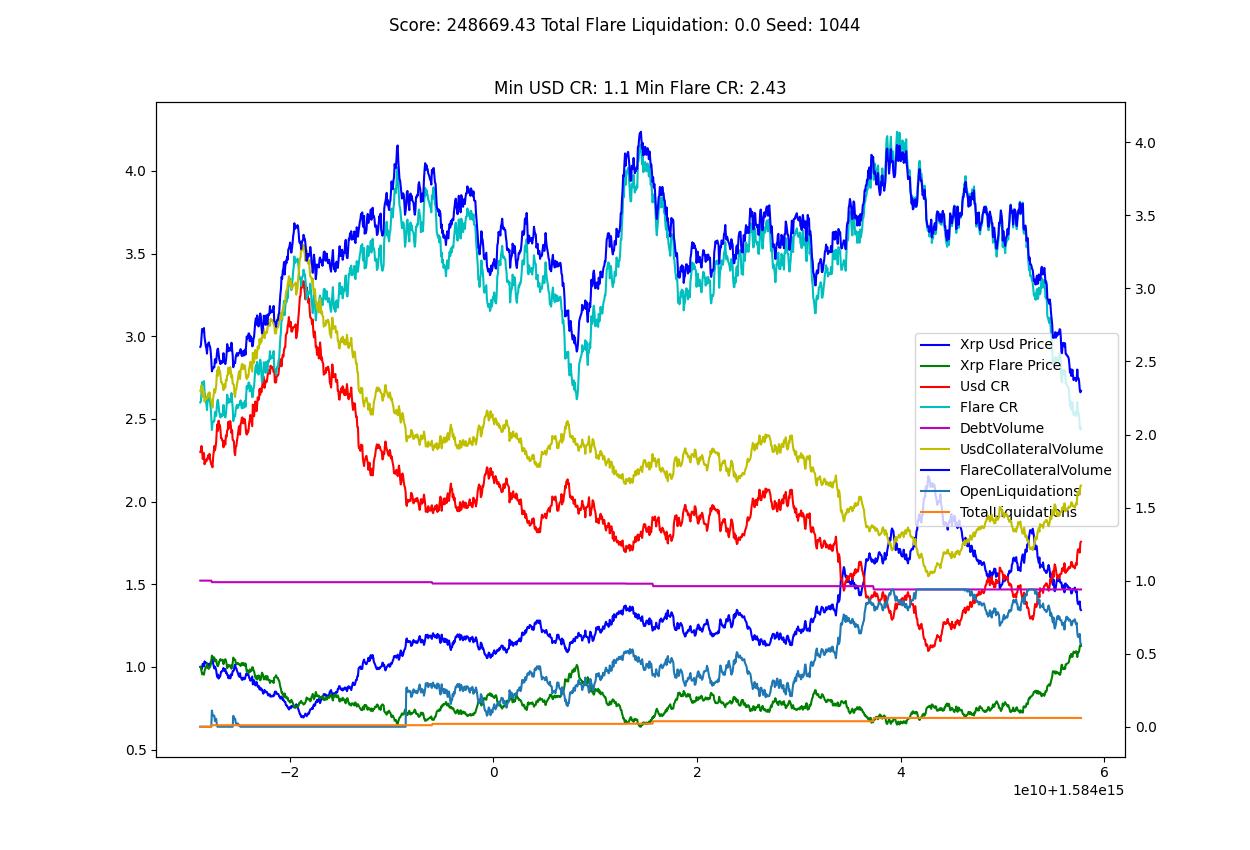 Score: 248669.43 Total Flare Liquidation: 0.0 Seed: 1044
Min USD CR: 1.1 Min Flare CR: 2.43
4.0
3.5
3.0
2.5
2.0
1.5
1.0
0.5
4.0
3.5
3.0
2.5
2.0
1.5
1.0
0.5
0.0
Xrp Usd Price
Xrp Flare Price
Usd CR
Flare CR
DebtVolume
UsdCollateralVolume
FlareCollateralVolume
OpenLiquidations
TotalLiquidations
−2 0 2 4 6
1e10+1.584e15